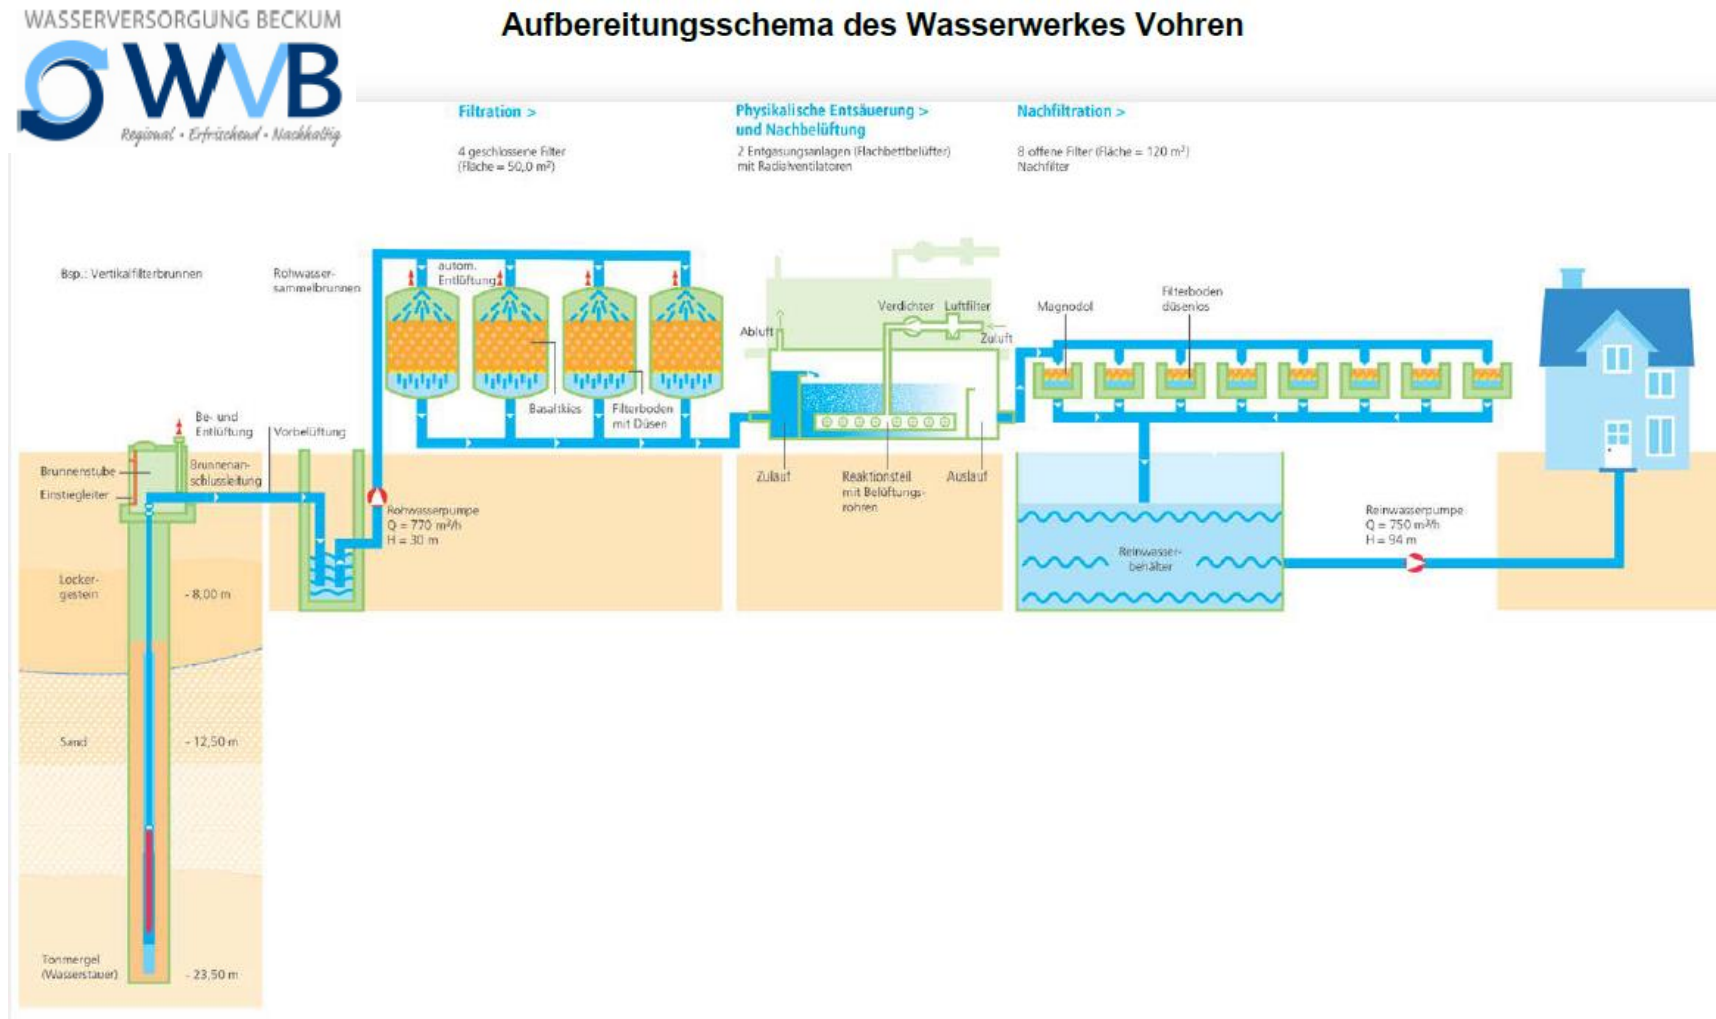 WASSERVERSORGUNG BECKUM
WVB
Regional • Erfrischend • Nachhaltig
Aufbereitungsschema des Wasserwerkes Vohren
Filtration >
4 geschlossene Filter
(Fläche = 50,0 m²)
Physikalische Entsäuerung >
und Nachbelüftung
2 Entgasungsanlagen (Flachbettbelüfter)
mit Radialventilatoren
Nachfiltration >
8 offene Filter (Fläche = 120 m²)
Nachfilter
Bsp.: Vertikalfilterbrunnen
Rohwasser-
sammelbrunnen
autom.
Entlüftung
Basaltkies
Filterboden
mit Düsen
Abluft
Verdichter
Luftfilter
Zuluft
Magnodol
Filterboden
düsenlos
Be- und
Entlüftung
Vorbelüftung
Brunnenstube
Einstiegleiter
Brunnenan-
schlussleitung
Rohwasserpumpe
Q = 770 m³/h
H = 30 m
Zulauf
Reaktionsteil
mit Belüftungs-
rohren
Auslauf
Reinwasser-
behälter
Reinwasserpumpe
Q = 750 m³/h
H = 94 m
Locker-
gestein
- 8,00 m
Sand
- 12,50 m
Tonmergel
(Wasserstauer)
- 23,50 m